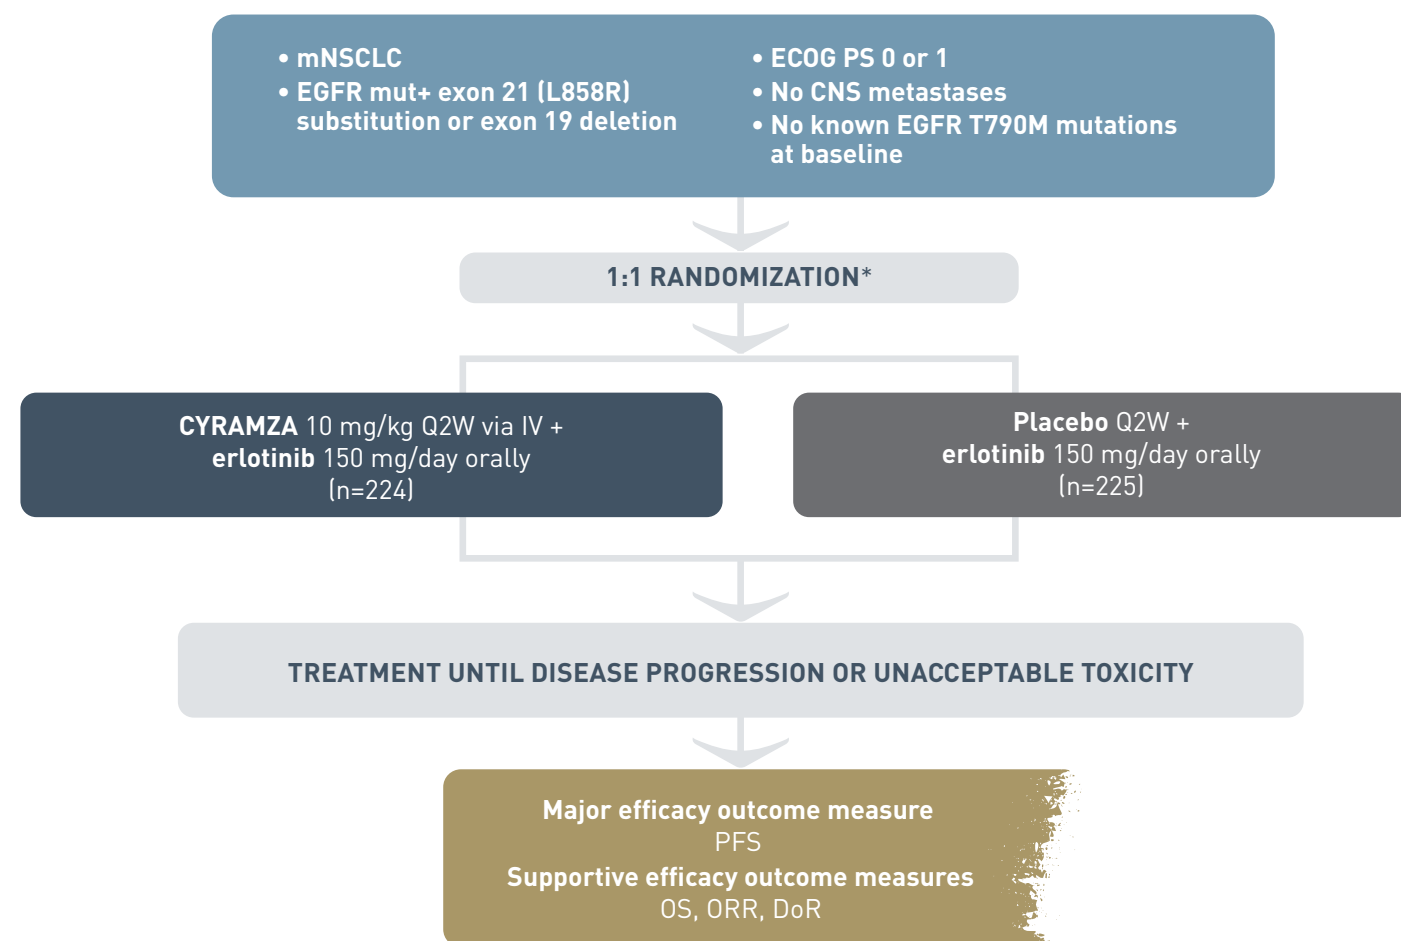 • mNSCLC
• EGFR mut+ exon 21 (L858R)
substitution or exon 19 deletion
• ECOG PS 0 or 1
• No CNS metastases
• No known EGFR T790M mutations
at baseline
1:1 RANDOMIZATION*
CYRAMZA 10 mg/kg Q2W via IV +
erlotinib 150 mg/day orally
(n=224)
Placebo Q2W +
erlotinib 150 mg/day orally
(n=225)
TREATMENT UNTIL DISEASE PROGRESSION OR UNACCEPTABLE TOXICITY
Major efficacy outcome measure
PFS
Supportive efficacy outcome measures
OS, ORR, DoR